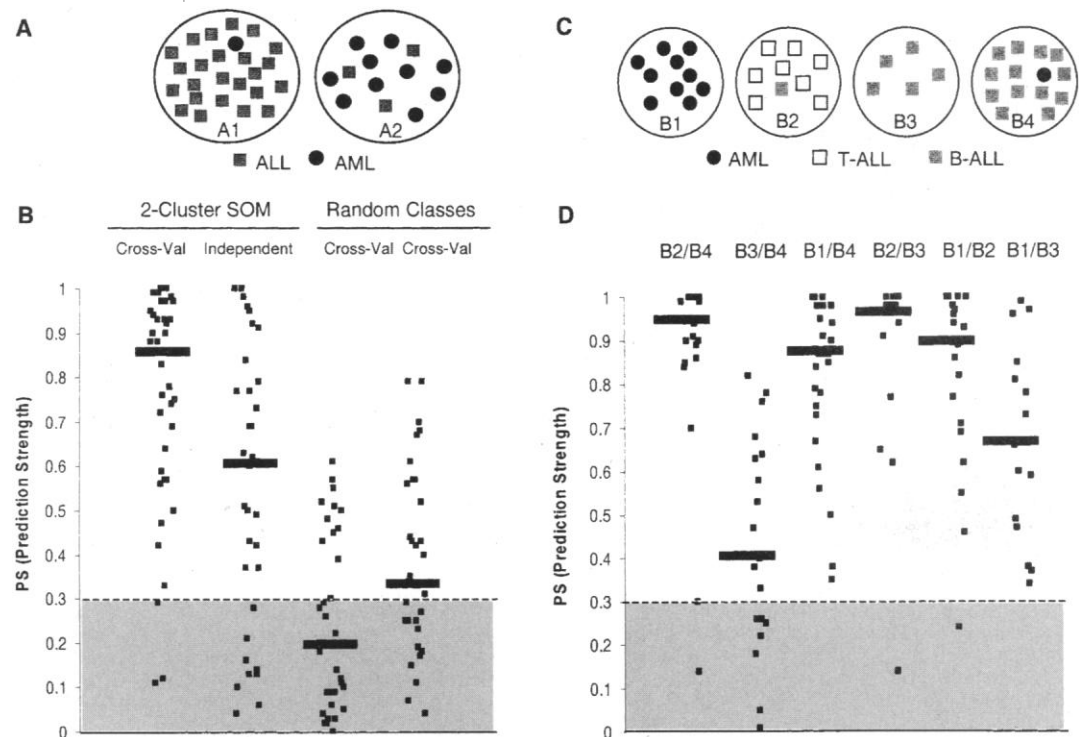 A
A1
A2
ALL AML
B
2-Cluster SOM Random Classes
Cross-Val Independent Cross-Val Cross-Val
PS (Prediction Strength)
1
0.9
0.8
0.7
0.6
0.5
0.4
0.3
0.2
0.1
0
C
B1
B2
B3
B4
AML T-ALL B-ALL
D
B2/B4 B3/B4 B1/B4 B2/B3 B1/B2 B1/B3
PS (Prediction Strength)
1
0.9
0.8
0.7
0.6
0.5
0.4
0.3
0.2
0.1
0